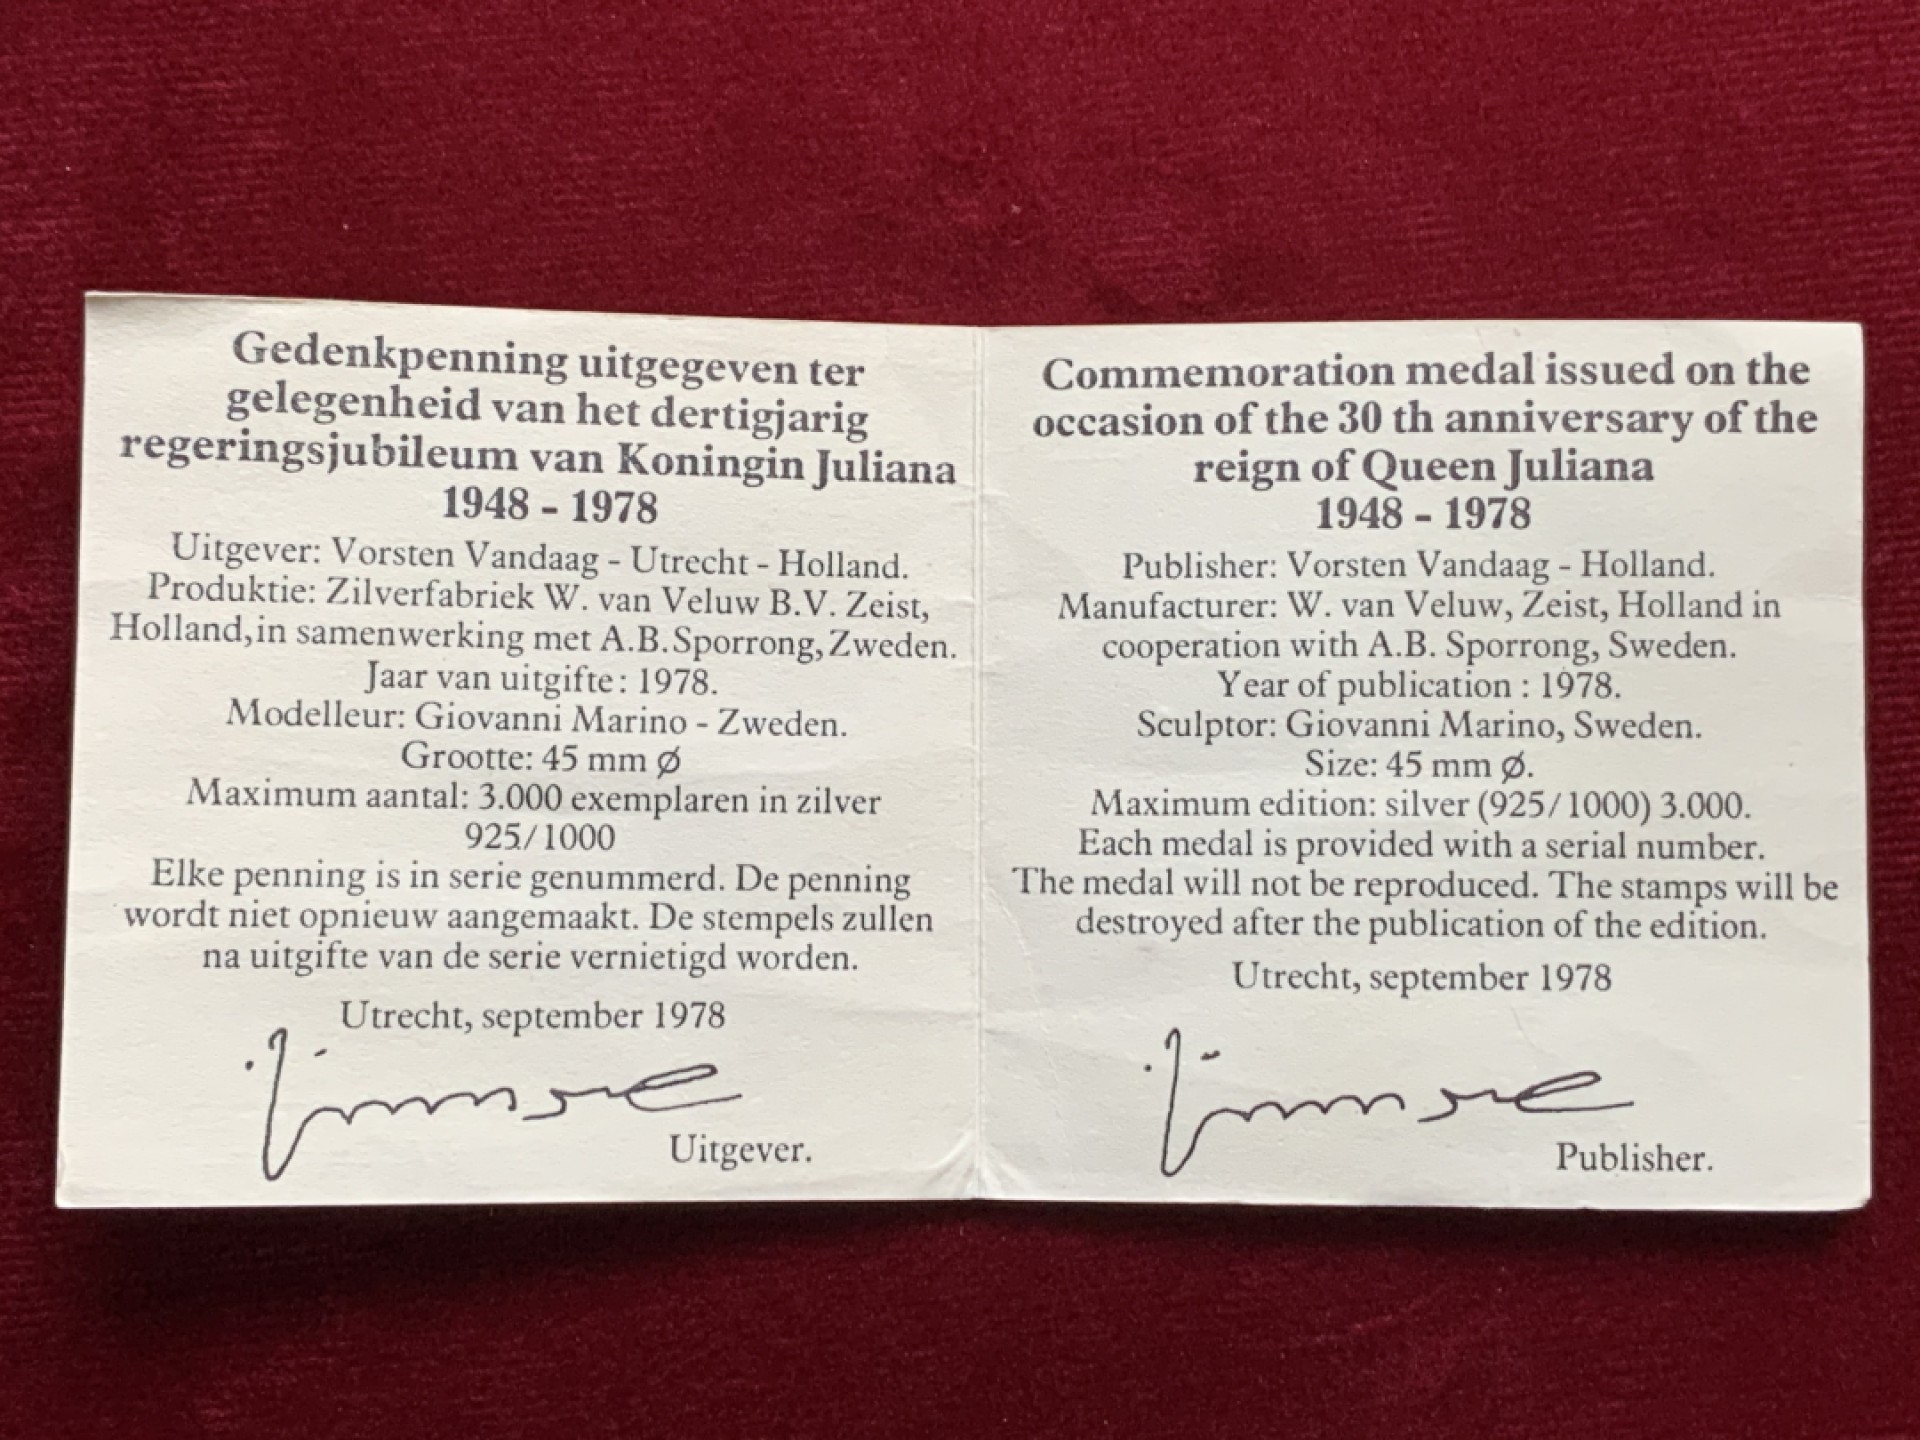 Gedenkpenning uitgegeven ter
gelegenheid van het dertigjarig
regeringsjubileum van Koningin Juliana
1948 - 1978
Uitgever: Vorsten Vandaag - Utrecht - Holland.
Produktie: Zilverfabriek W. van Veluw B.V. Zeist,
Holland, in samenwerking met A.B. Sporrong, Zweden.
Jaar van uitgifte: 1978.
Modelleur: Giovanni Marino - Zweden.
Grootte: 45 mm Ø
Maximum aantal: 3.000 exemplaren in zilver
925/1000
Elke penning is in serie genummerd. De penning
wordt niet opnieuw aangemaakt. De stempels zullen
na uitgifte van de serie vernietigd worden.
Utrecht, september 1978
Uitgever.
Commemoration medal issued on the
occasion of the 30 th anniversary of the
reign of Queen Juliana
1948 - 1978
Publisher: Vorsten Vandaag - Holland.
Manufacturer: W. van Veluw, Zeist, Holland in
cooperation with A.B. Sporrong, Sweden.
Year of publication : 1978.
Sculptor: Giovanni Marino, Sweden.
Size: 45 mm Ø.
Maximum edition: silver (925/1000) 3.000.
Each medal is provided with a serial number.
The medal will not be reproduced. The stamps will be
destroyed after the publication of the edition.
Utrecht, september 1978
Publisher.